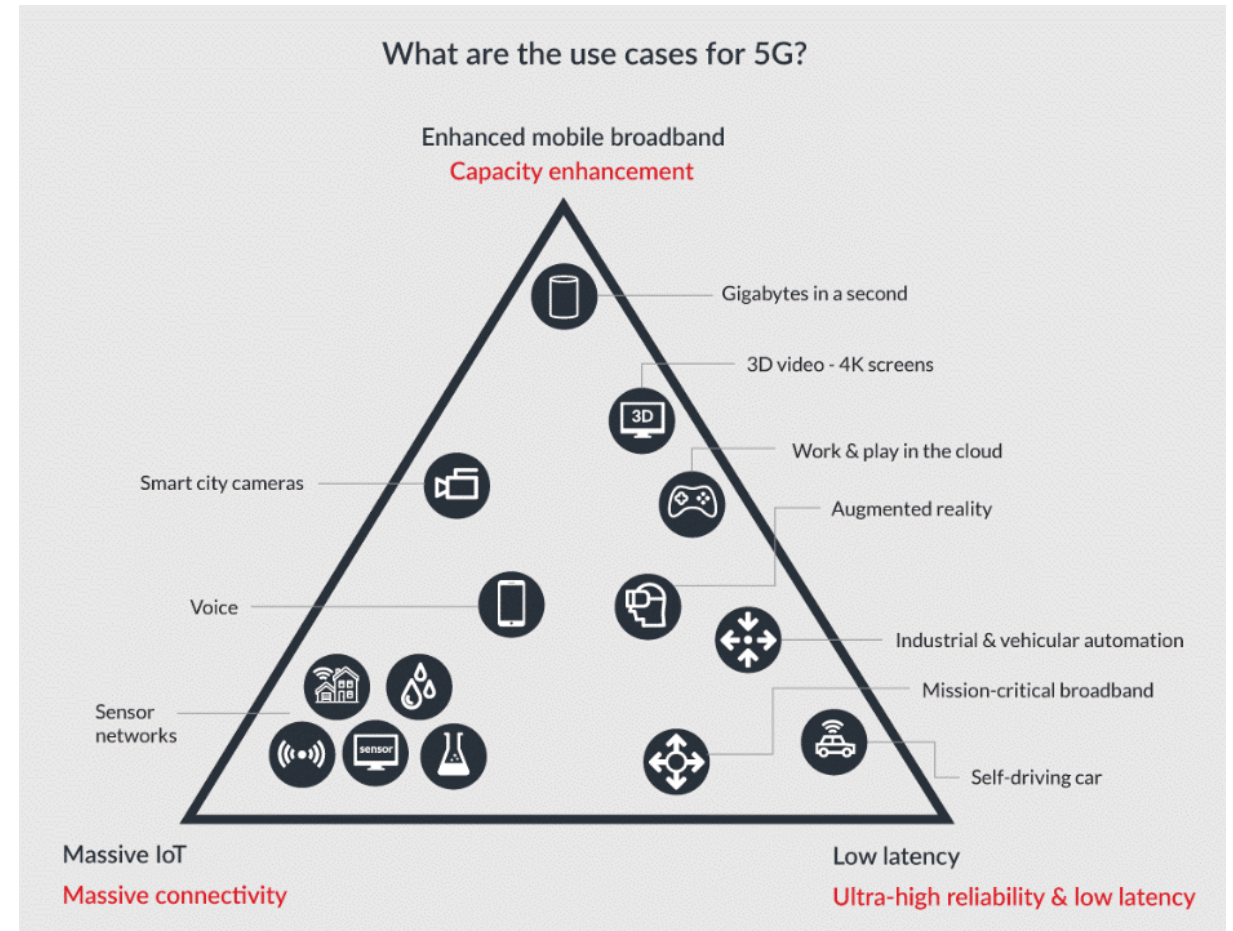 What are the use cases for 5G?
Enhanced mobile broadband
Capacity enhancement
Gigabytes in a second
3D video - 4K screens
3D
Work & play in the cloud
Smart city cameras
Augmented reality
Voice
Industrial & vehicular automation
Mission-critical broadband
Sensor
networks
sensor
Self-driving car
Massive IoT
Massive connectivity
Low latency
Ultra-high reliability & low latency